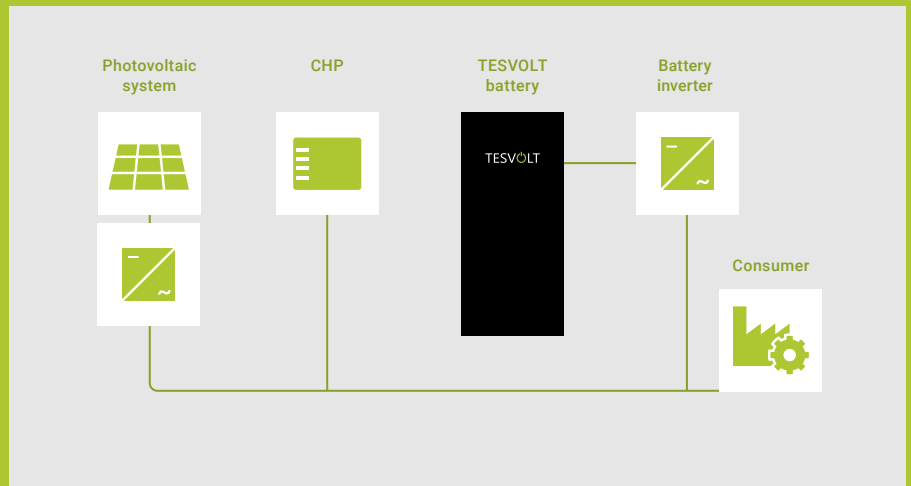 Photovoltaic
system
CHP
TESVOLT
battery
Battery
inverter
TESVOLT
Consumer